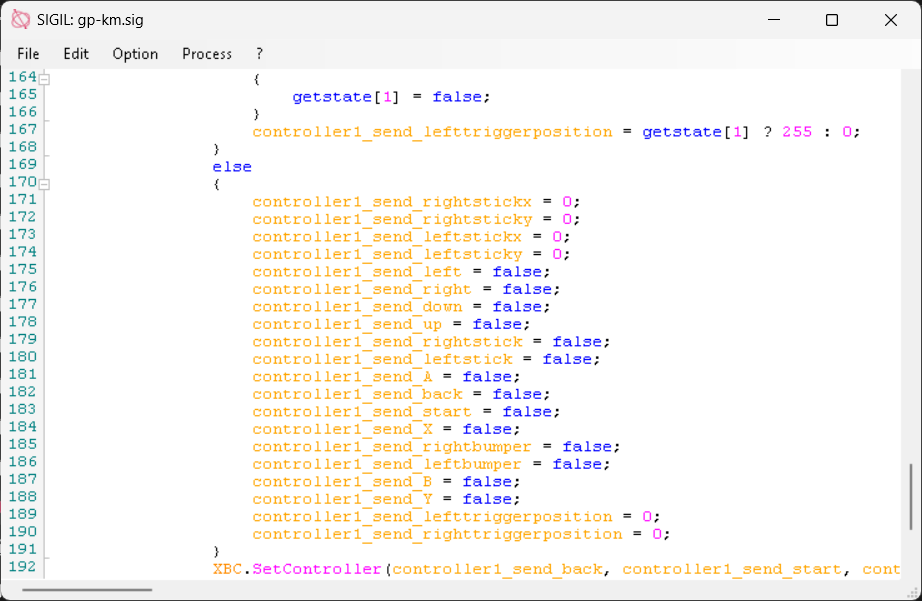 SIGIL: gp-km.sig
File Edit Option Process ?
164 {
165 getstate[1] = false;
166 }
167 controller1_send_lefttriggerposition = getstate[1] ? 255 : 0;
168 }
169 else
170 {
171 controller1_send_rightstickx = 0;
172 controller1_send_rightsticky = 0;
173 controller1_send_leftstickx = 0;
174 controller1_send_leftsticky = 0;
175 controller1_send_left = false;
176 controller1_send_right = false;
177 controller1_send_down = false;
178 controller1_send_up = false;
179 controller1_send_rightstick = false;
180 controller1_send_leftstick = false;
181 controller1_send_A = false;
182 controller1_send_back = false;
183 controller1_send_start = false;
184 controller1_send_X = false;
185 controller1_send_rightbumper = false;
186 controller1_send_leftbumper = false;
187 controller1_send_B = false;
188 controller1_send_Y = false;
189 controller1_send_lefttriggerposition = 0;
190 controller1_send_righttriggerposition = 0;
191 }
192 XBC.SetController(controller1_send_back, controller1_send_start, cont